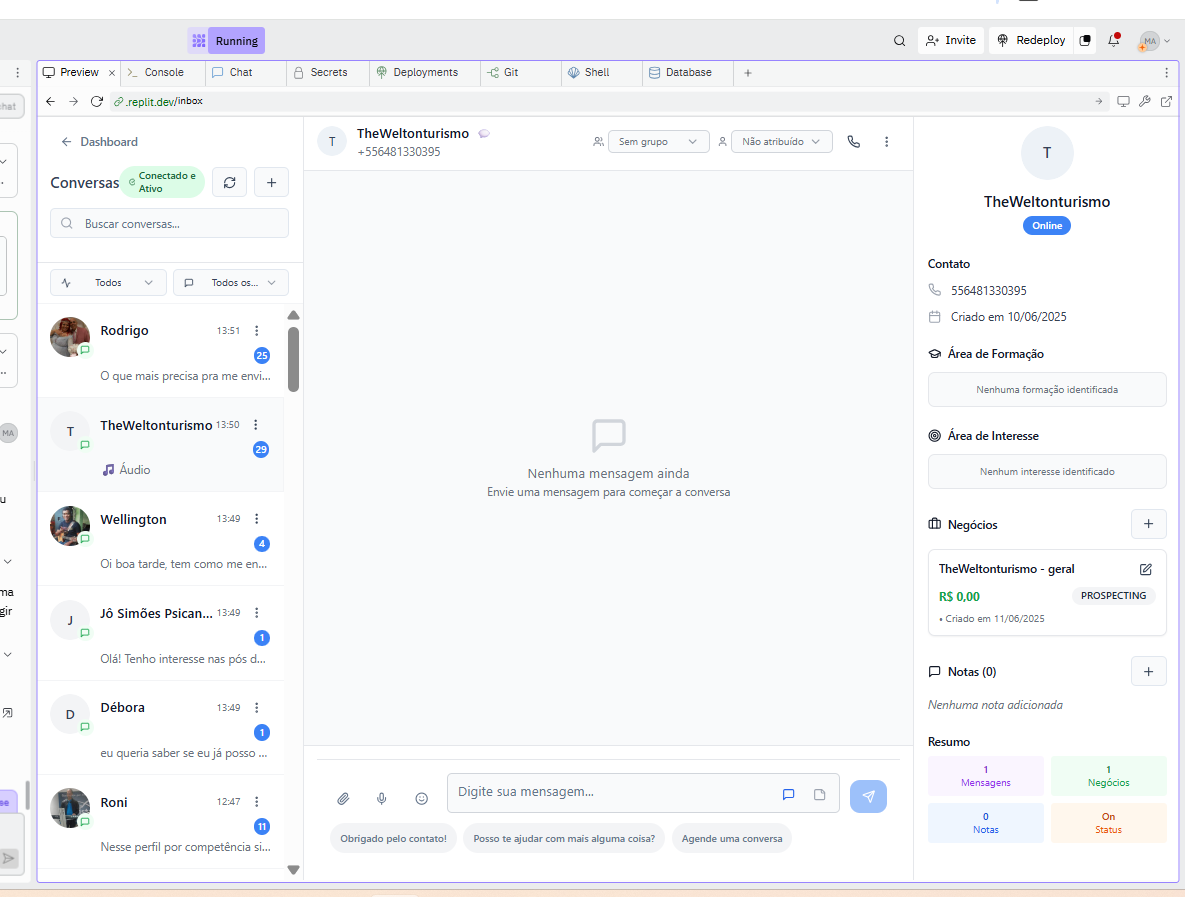 Running
Invite
Redeploy
MA
Preview
Console
Chat
Secrets
Deployments
Git
Shell
Database
.replit.dev/inbox
hat
MA
u
ma
gir
se
Dashboard
Conversas
Conectado e
Ativo
Buscar conversas...
Todos
Todos os...
Rodrigo
13:51
25
O que mais precisa pra me envi...
T
TheWeltonturismo
13:50
29
Áudio
Wellington
13:49
4
Oi boa tarde, tem como me en...
J
Jô Simões Psican...
13:49
1
Olá! Tenho interesse nas pós d...
D
Débora
13:49
1
eu queria saber se eu já posso ...
Roni
12:47
11
Nesse perfil por competência si...
T
TheWeltonturismo
+556481330395
Sem grupo
Não atribuído
Nenhuma mensagem ainda
Envie uma mensagem para começar a conversa
Digite sua mensagem...
Obrigado pelo contato!
Posso te ajudar com mais alguma coisa?
Agende uma conversa
T
TheWeltonturismo
Online
Contato
556481330395
Criado em 10/06/2025
Área de Formação
Nenhuma formação identificada
Área de Interesse
Nenhum interesse identificado
Negócios
TheWeltonturismo - geral
R$ 0,00
PROSPECTING
• Criado em 11/06/2025
Notas (0)
Nenhuma nota adicionada
Resumo
1
Mensagens
1
Negócios
0
Notas
On
Status